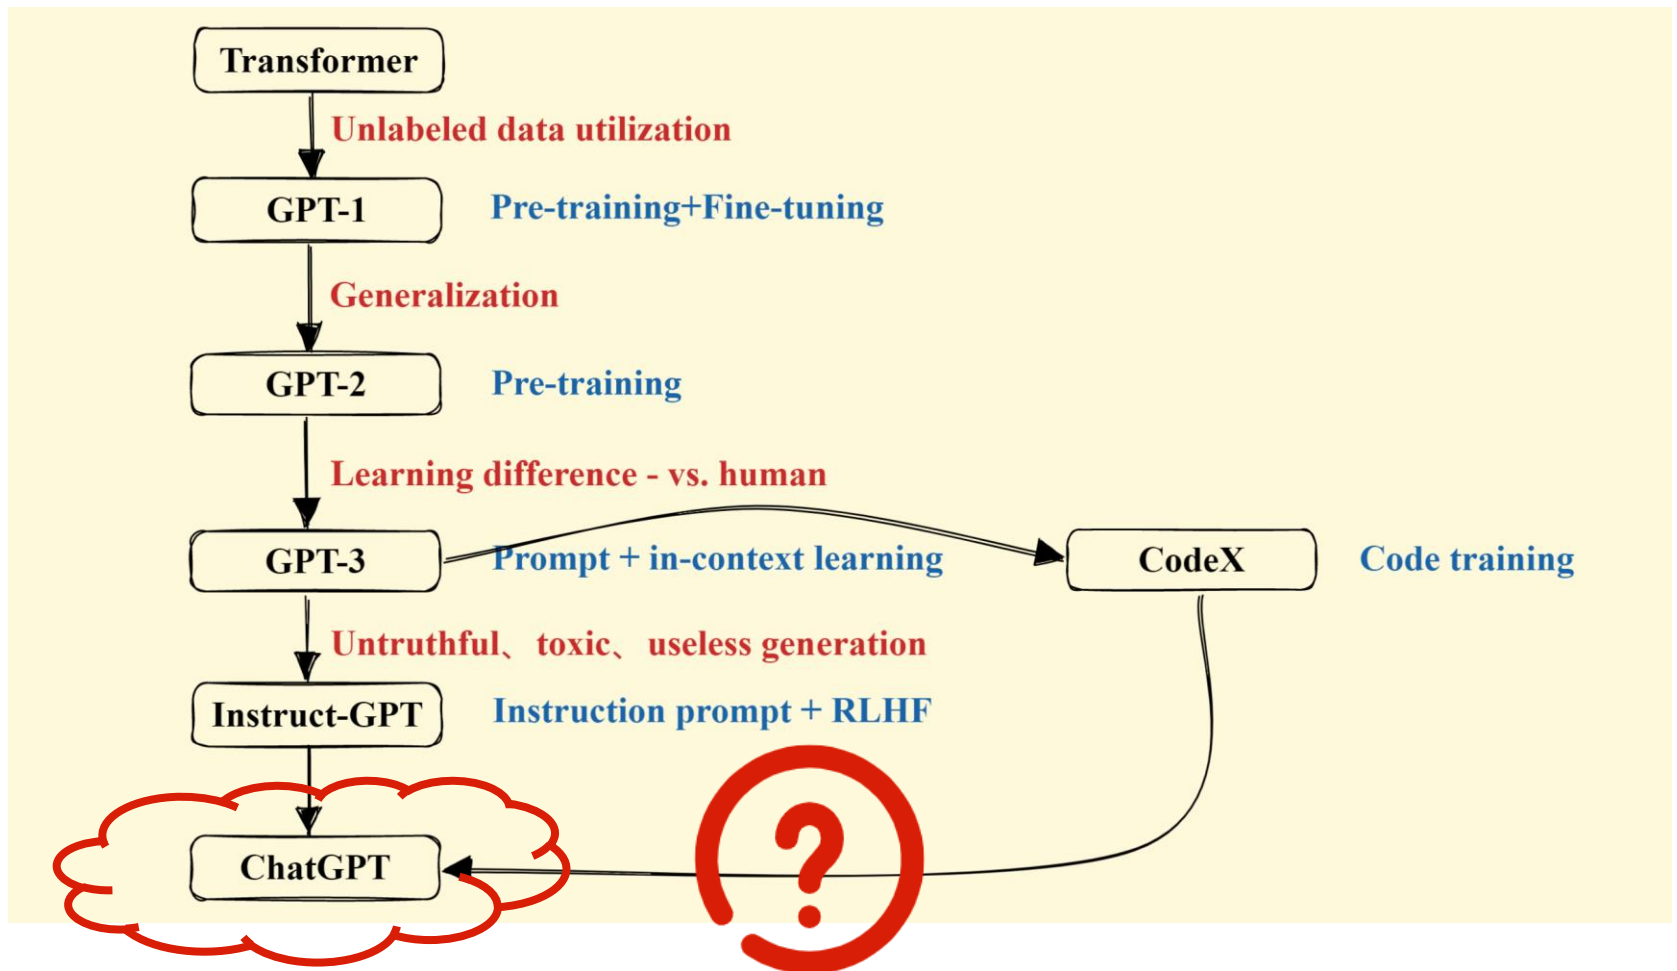 Transformer
Unlabeled data utilization
GPT-1
Pre-training+Fine-tuning
Generalization
GPT-2
Pre-training
Learning difference - vs. human
GPT-3
Prompt + in-context learning
CodeX
Code training
Untruthful、toxic、useless generation
Instruct-GPT
Instruction prompt + RLHF
?
ChatGPT